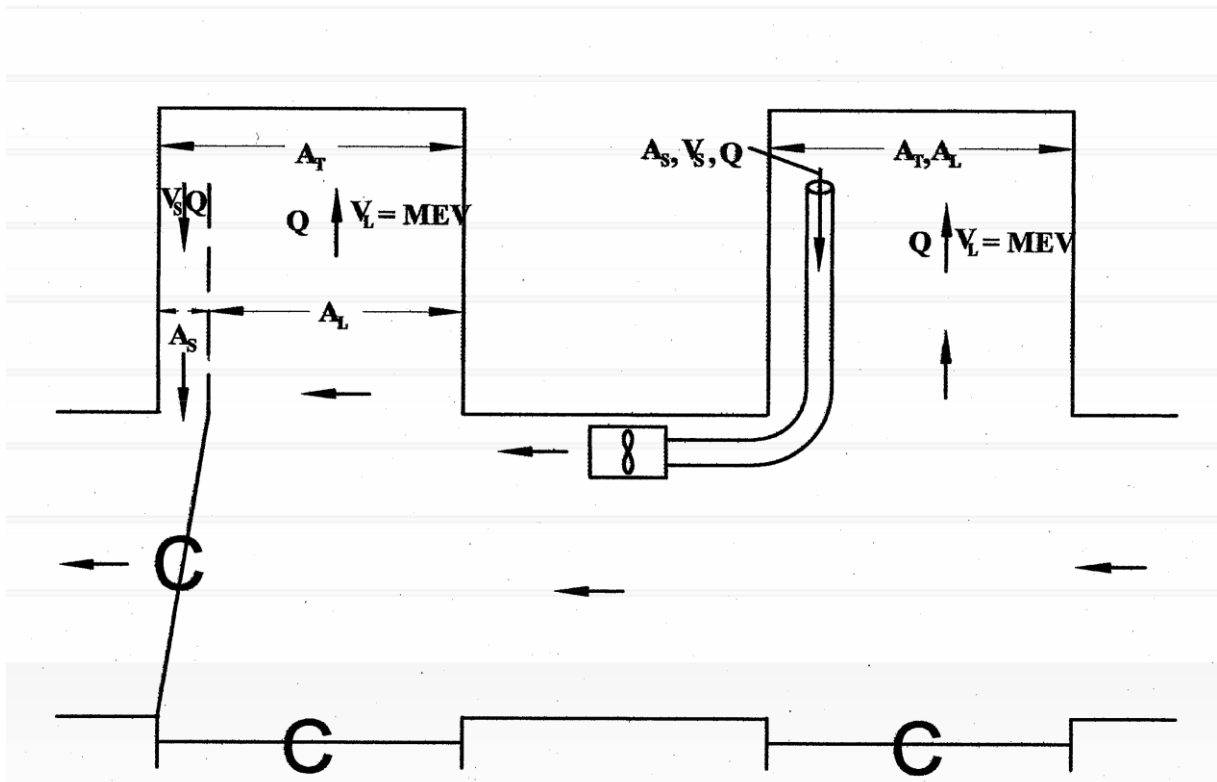 A_T
A_S, V_S, Q
A_T, A_L
V_S Q
Q V_L = MEV
Q V_L = MEV
A_L
A_S
C
C
C